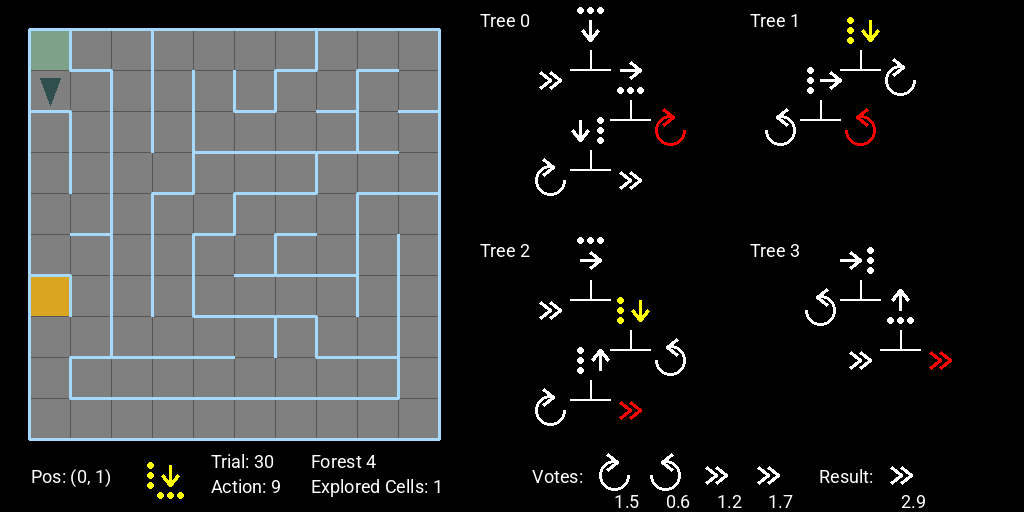 Tree 0
Tree 1
Tree 2
Tree 3
Pos: (0, 1)
Trial: 30
Forest 4
Action: 9
Explored Cells: 1
Votes:
1.5
0.6
1.2
1.7
Result:
2.9